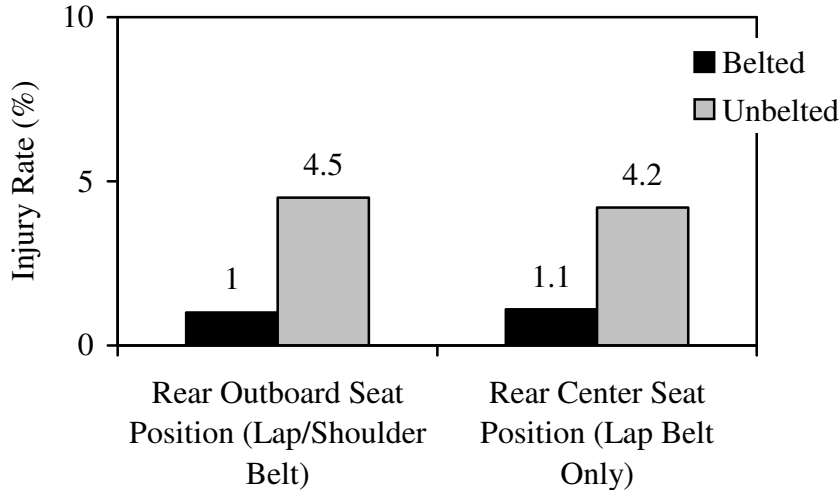 10
Belted
Unbelted
Injury Rate (%)
5
4.5
4.2
1
1.1
0
Rear Outboard Seat
Position (Lap/Shoulder
Belt)
Rear Center Seat
Position (Lap Belt
Only)